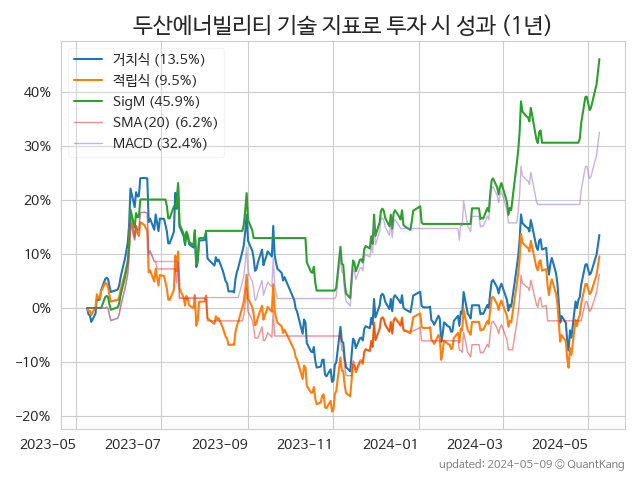 두산에너빌리티 기술 지표로 투자 시 성과 (1년)
거치식 (13.5%)
적립식 (9.5%)
SigM (45.9%)
SMA(20) (6.2%)
MACD (32.4%)
40%
30%
20%
10%
0%
−10%
−20%
2023-05 2023-07 2023-09 2023-11 2024-01 2024-03 2024-05
updated: 2024-05-09 ⓒ QuantKang